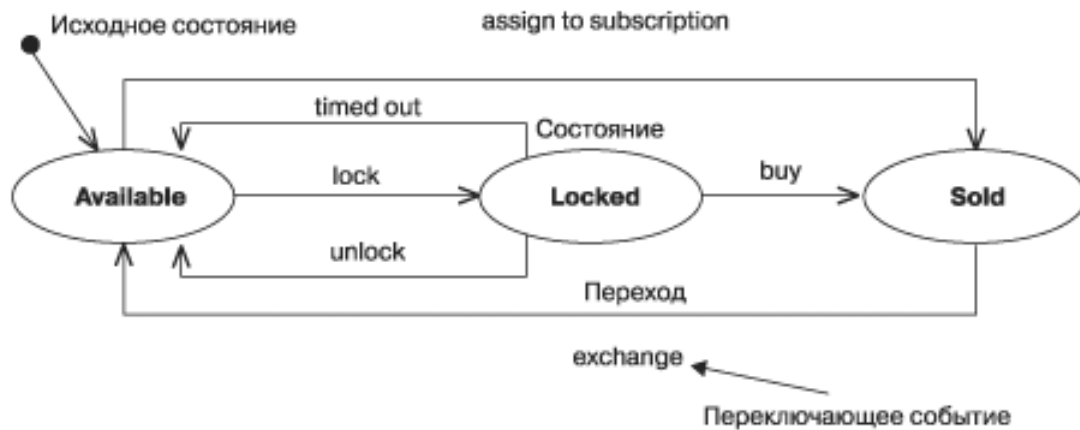 Исходное состояние
assign to subscription
timed out
Состояние
Available
lock
Locked
buy
Sold
unlock
Переход
exchange
Переключающее событие